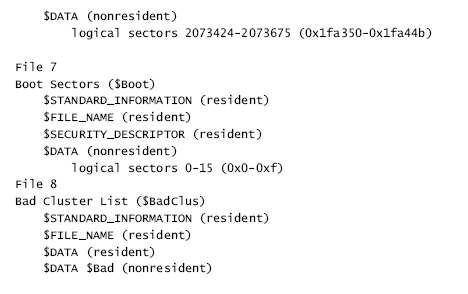 $DATA (nonresident)
logical sectors 2073424-2073675 (0x1fa350-0x1fa44b)
File 7
Boot Sectors ($Boot)
$STANDARD_INFORMATION (resident)
$FILE_NAME (resident)
$SECURITY_DESCRIPTOR (resident)
$DATA (nonresident)
logical sectors 0-15 (0x0-0xf)
File 8
Bad Cluster List ($BadClus)
$STANDARD_INFORMATION (resident)
$FILE_NAME (resident)
$DATA (resident)
$DATA $Bad (nonresident)